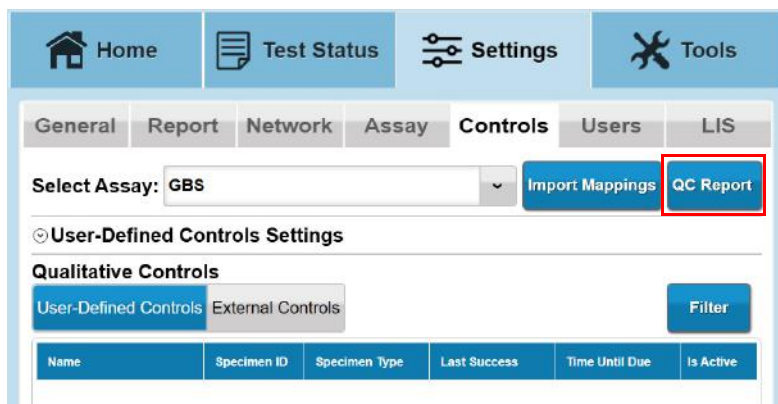 Home Test Status Settings Tools
General Report Network Assay Controls Users LIS
Select Assay: GBS Import Mappings QC Report
User-Defined Controls Settings
Qualitative Controls
User-Defined Controls External Controls Filter
Name Specimen ID Specimen Type Last Success Time Until Due Is Active